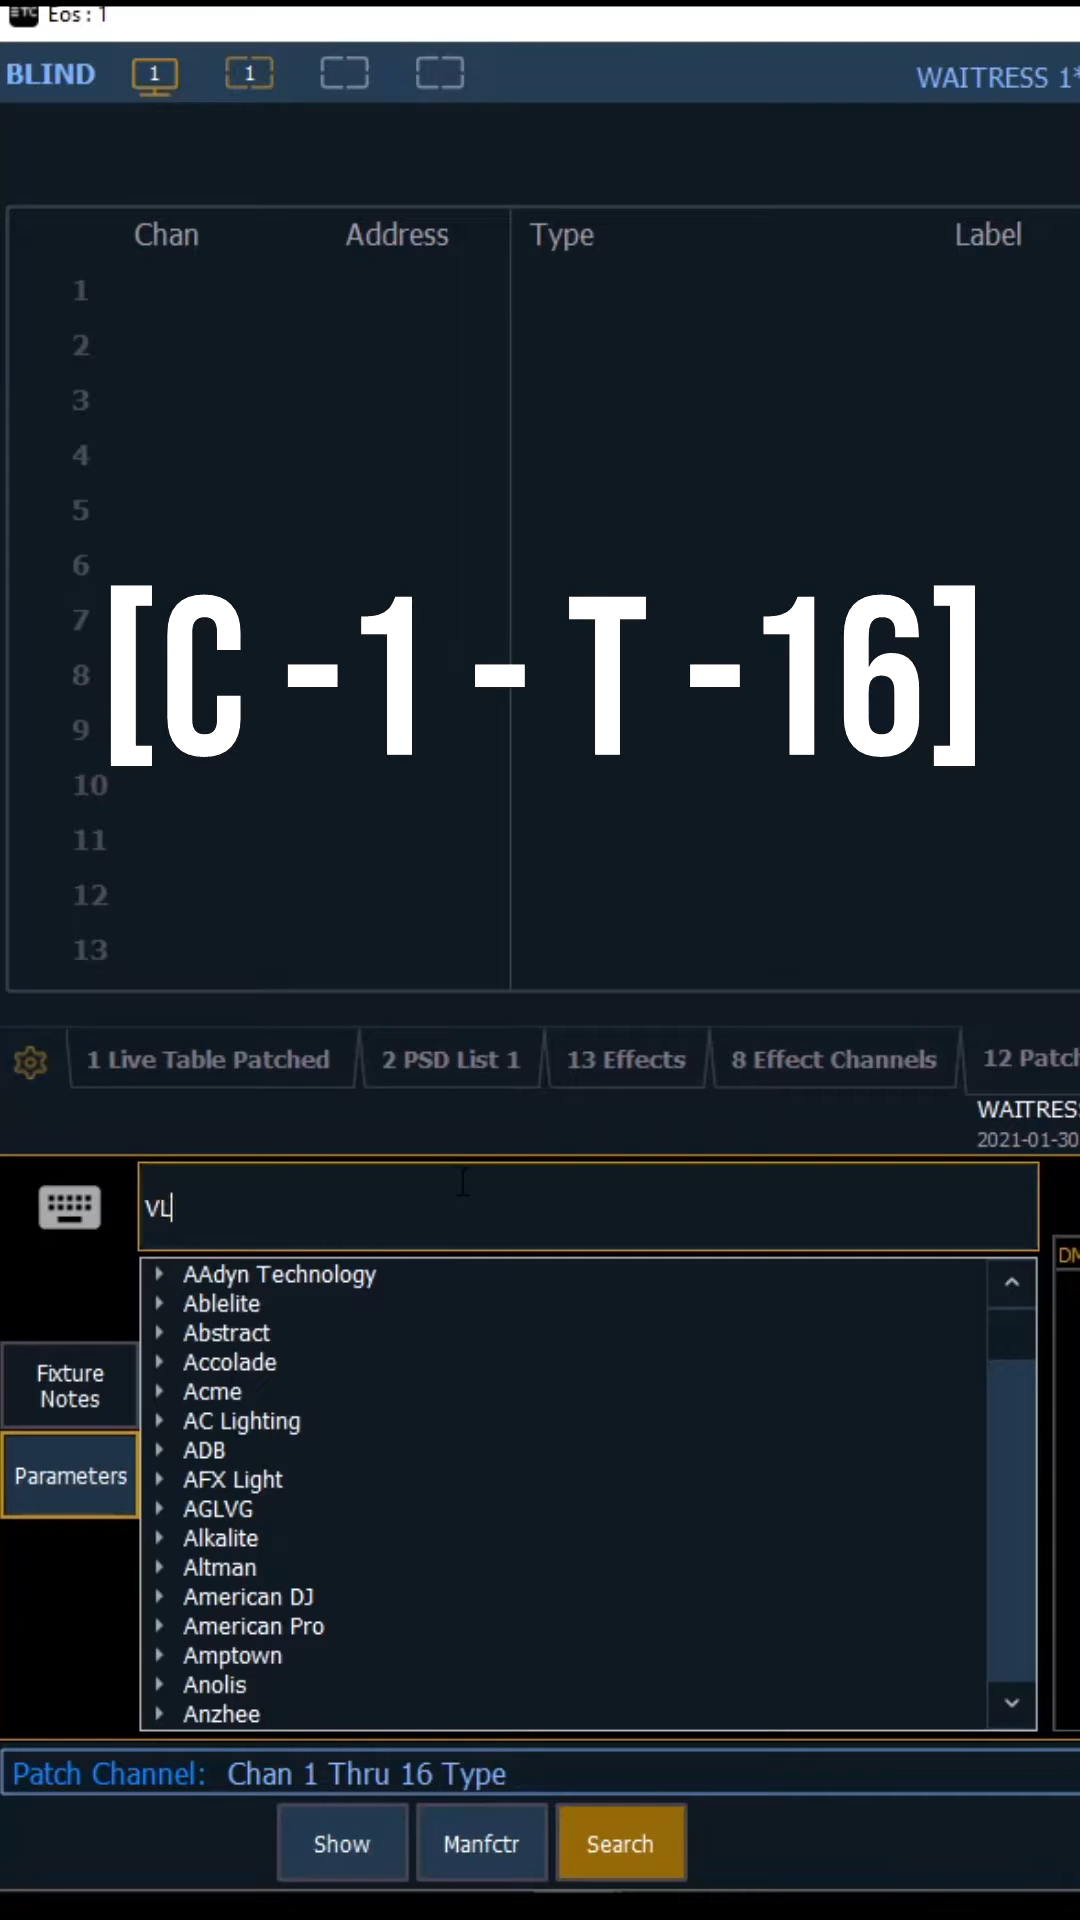 ETC Eos : 1
BLIND 1 1 WAITRESS 1*
Chan Address Type Label
1
2
3
4
5
6
7
8
9
10
11
12
13
[C -1 - T -16]
1 Live Table Patched 2 PSD List 1 13 Effects 8 Effect Channels 12 Patch
WAITRESS
2021-01-30
VL
DM
AAdyn Technology
Ablelite
Abstract
Accolade
Acme
AC Lighting
ADB
AFX Light
AGLVG
Alkalite
Altman
American DJ
American Pro
Amptown
Anolis
Anzhee
Fixture
Notes
Parameters
Patch Channel: Chan 1 Thru 16 Type
Show Manfctr Search